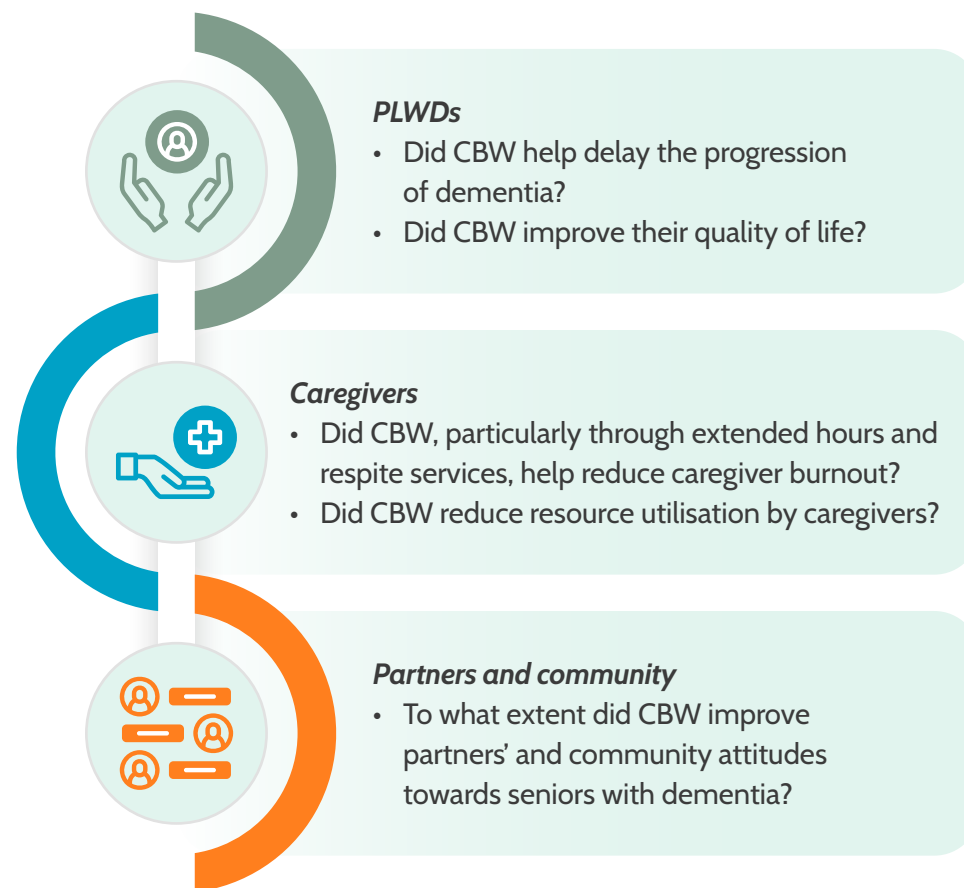 PLWDs
• Did CBW help delay the progression
of dementia?
• Did CBW improve their quality of life?
Caregivers
• Did CBW, particularly through extended hours and
respite services, help reduce caregiver burnout?
• Did CBW reduce resource utilisation by caregivers?
Partners and community
• To what extent did CBW improve
partners’ and community attitudes
towards seniors with dementia?